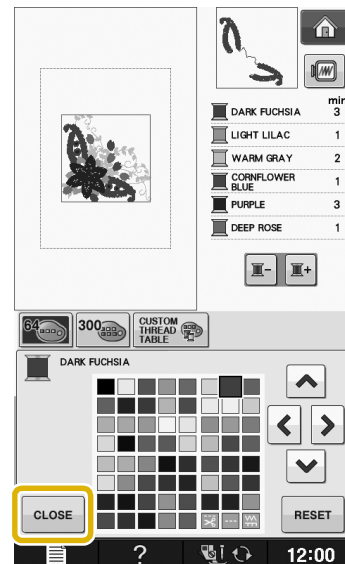 min
DARK FUCHSIA 3
LIGHT LILAC 1
WARM GRAY 2
CORNFLOWER
BLUE 1
PURPLE 3
DEEP ROSE 1
64
300
CUSTOM
THREAD
TABLE
DARK FUCHSIA
CLOSE
RESET
12:00